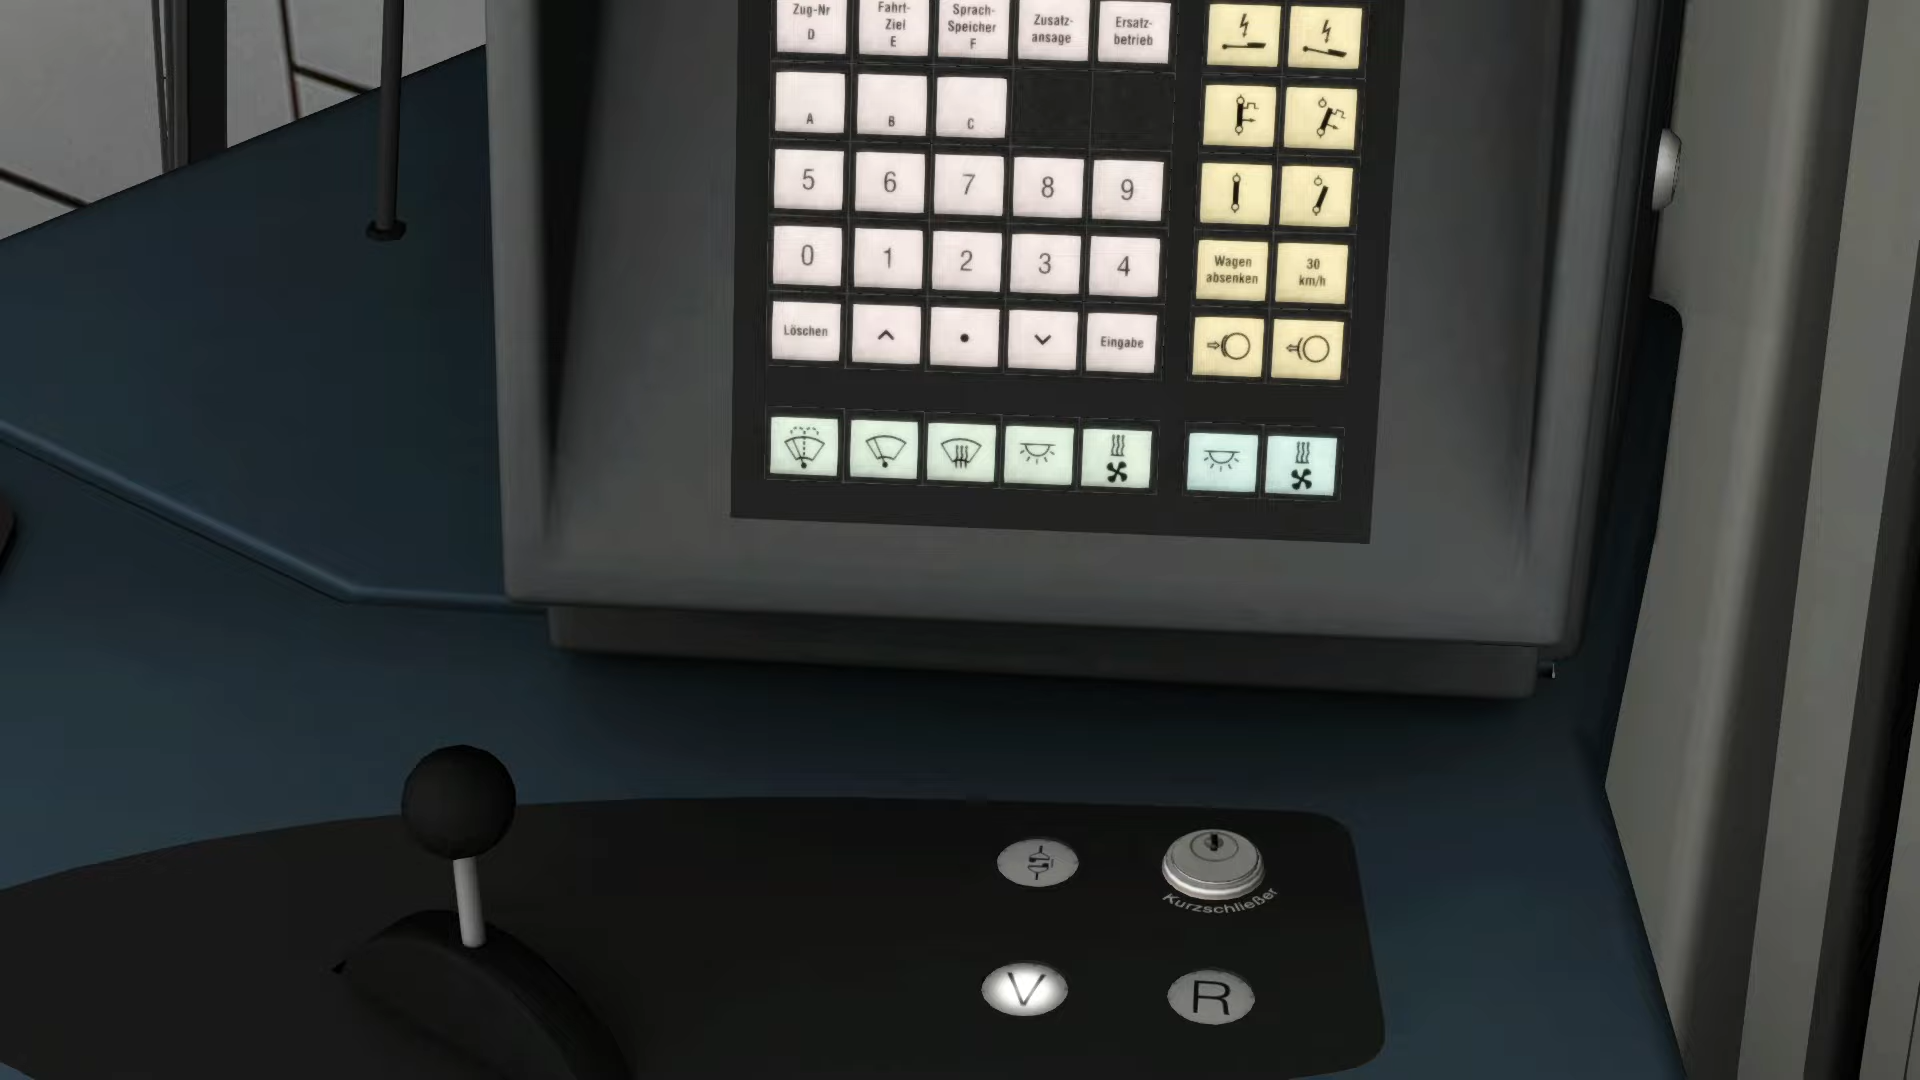 Zug-Nr
D
Fahrt-
Ziel
E
Sprach-
Speicher
F
Zusatz-
ansage
Ersatz-
betrieb
A
B
C
5
6
7
8
9
0
1
2
3
4
Wagen
absenken
30
km/h
Löschen
Eingabe
Kurzschließer
V
R